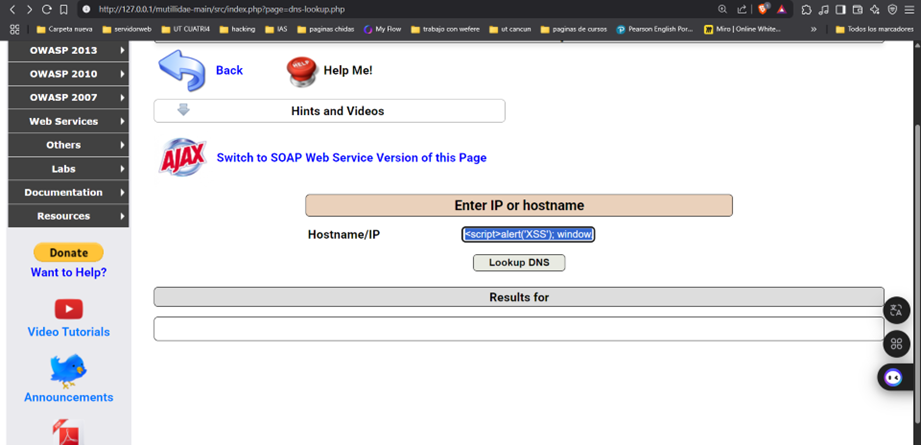 http://127.0.0.1/mutillidae-main/src/index.php?page=dns-lookup.php
Carpeta nueva servidorweb UT CUATRI4 hacking IAS paginas chidas My Flow trabajo con wefere ut cancun paginas de cursos Pearson English Por... Miro | Online White... » Todos los marcadores
OWASP 2013
OWASP 2010
OWASP 2007
Web Services
Others
Labs
Documentation
Resources
Donate
Want to Help?
Video Tutorials
Announcements
Back
HELP
Help Me!
Hints and Videos
AJAX
Switch to SOAP Web Service Version of this Page
Enter IP or hostname
Hostname/IP
<script>alert('XSS'); window
Lookup DNS
Results for